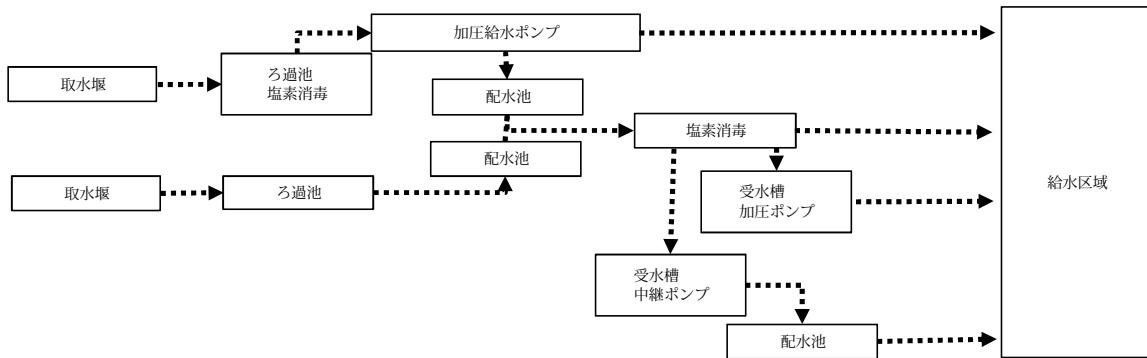 加圧給水ポンプ
取水堰
ろ過池
塩素消毒
配水池
塩素消毒
配水池
取水堰
ろ過池
受水槽
加圧ポンプ
給水区域
受水槽
中継ポンプ
配水池